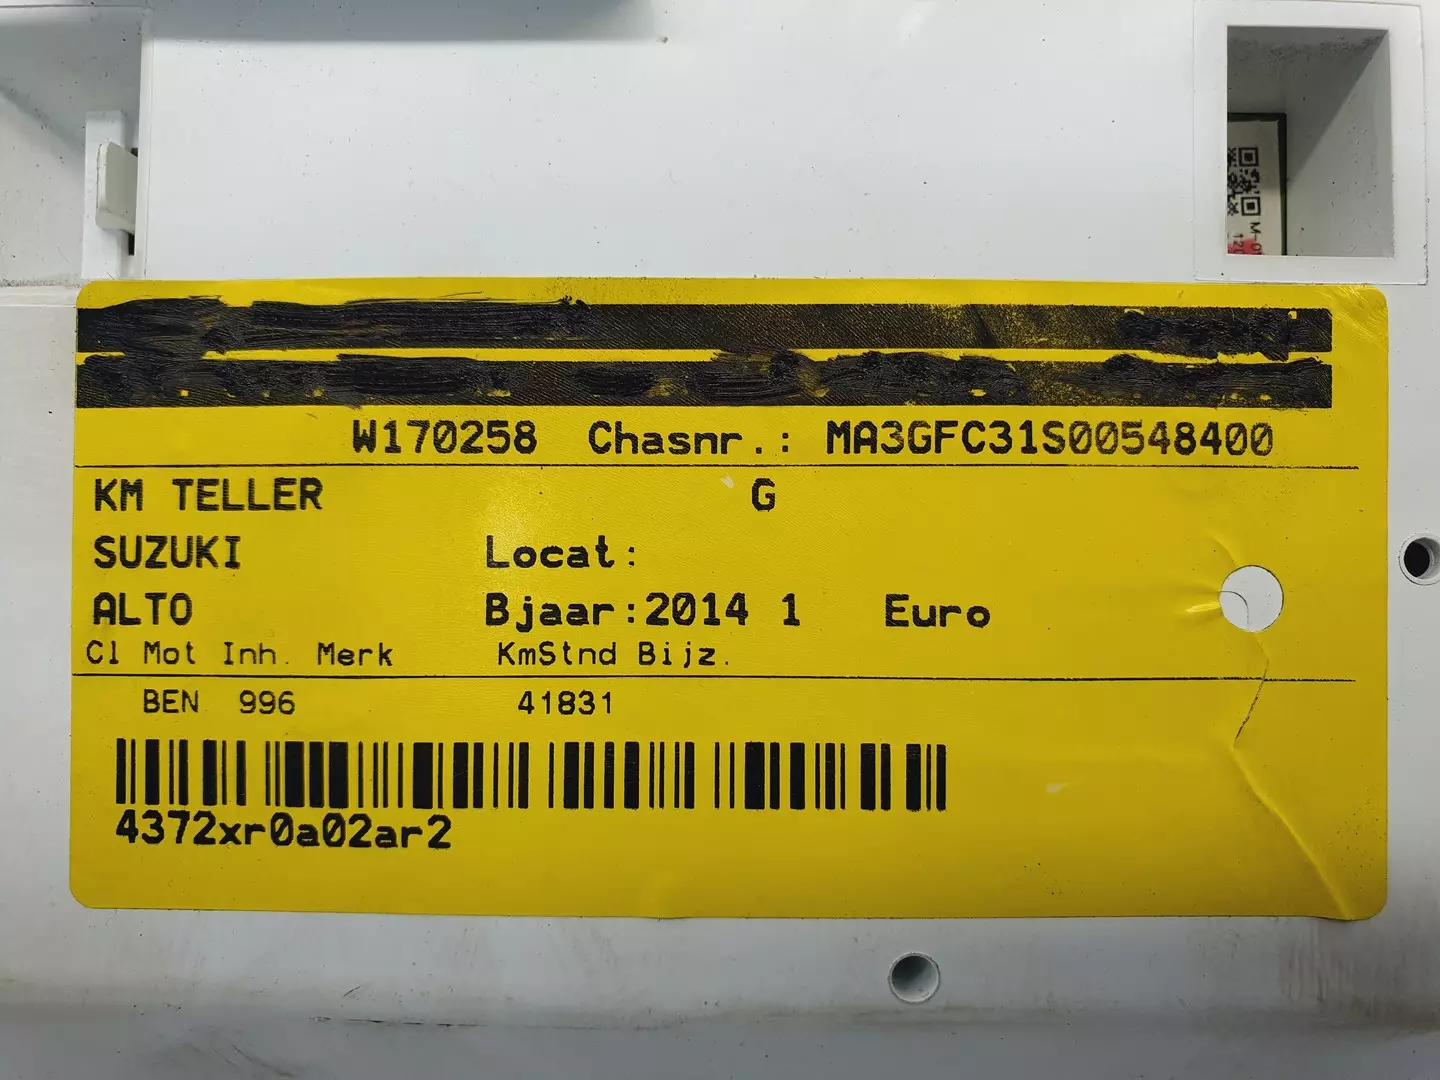 W170258 Chasnr.: MA3GFC31S00548400
KM TELLER G
SUZUKI Locat:
ALTO Bjaar:2014 1 Euro
Cl Mot Inh. Merk KmStnd Bijz.
BEN 996 41831
4372xr0a02ar2